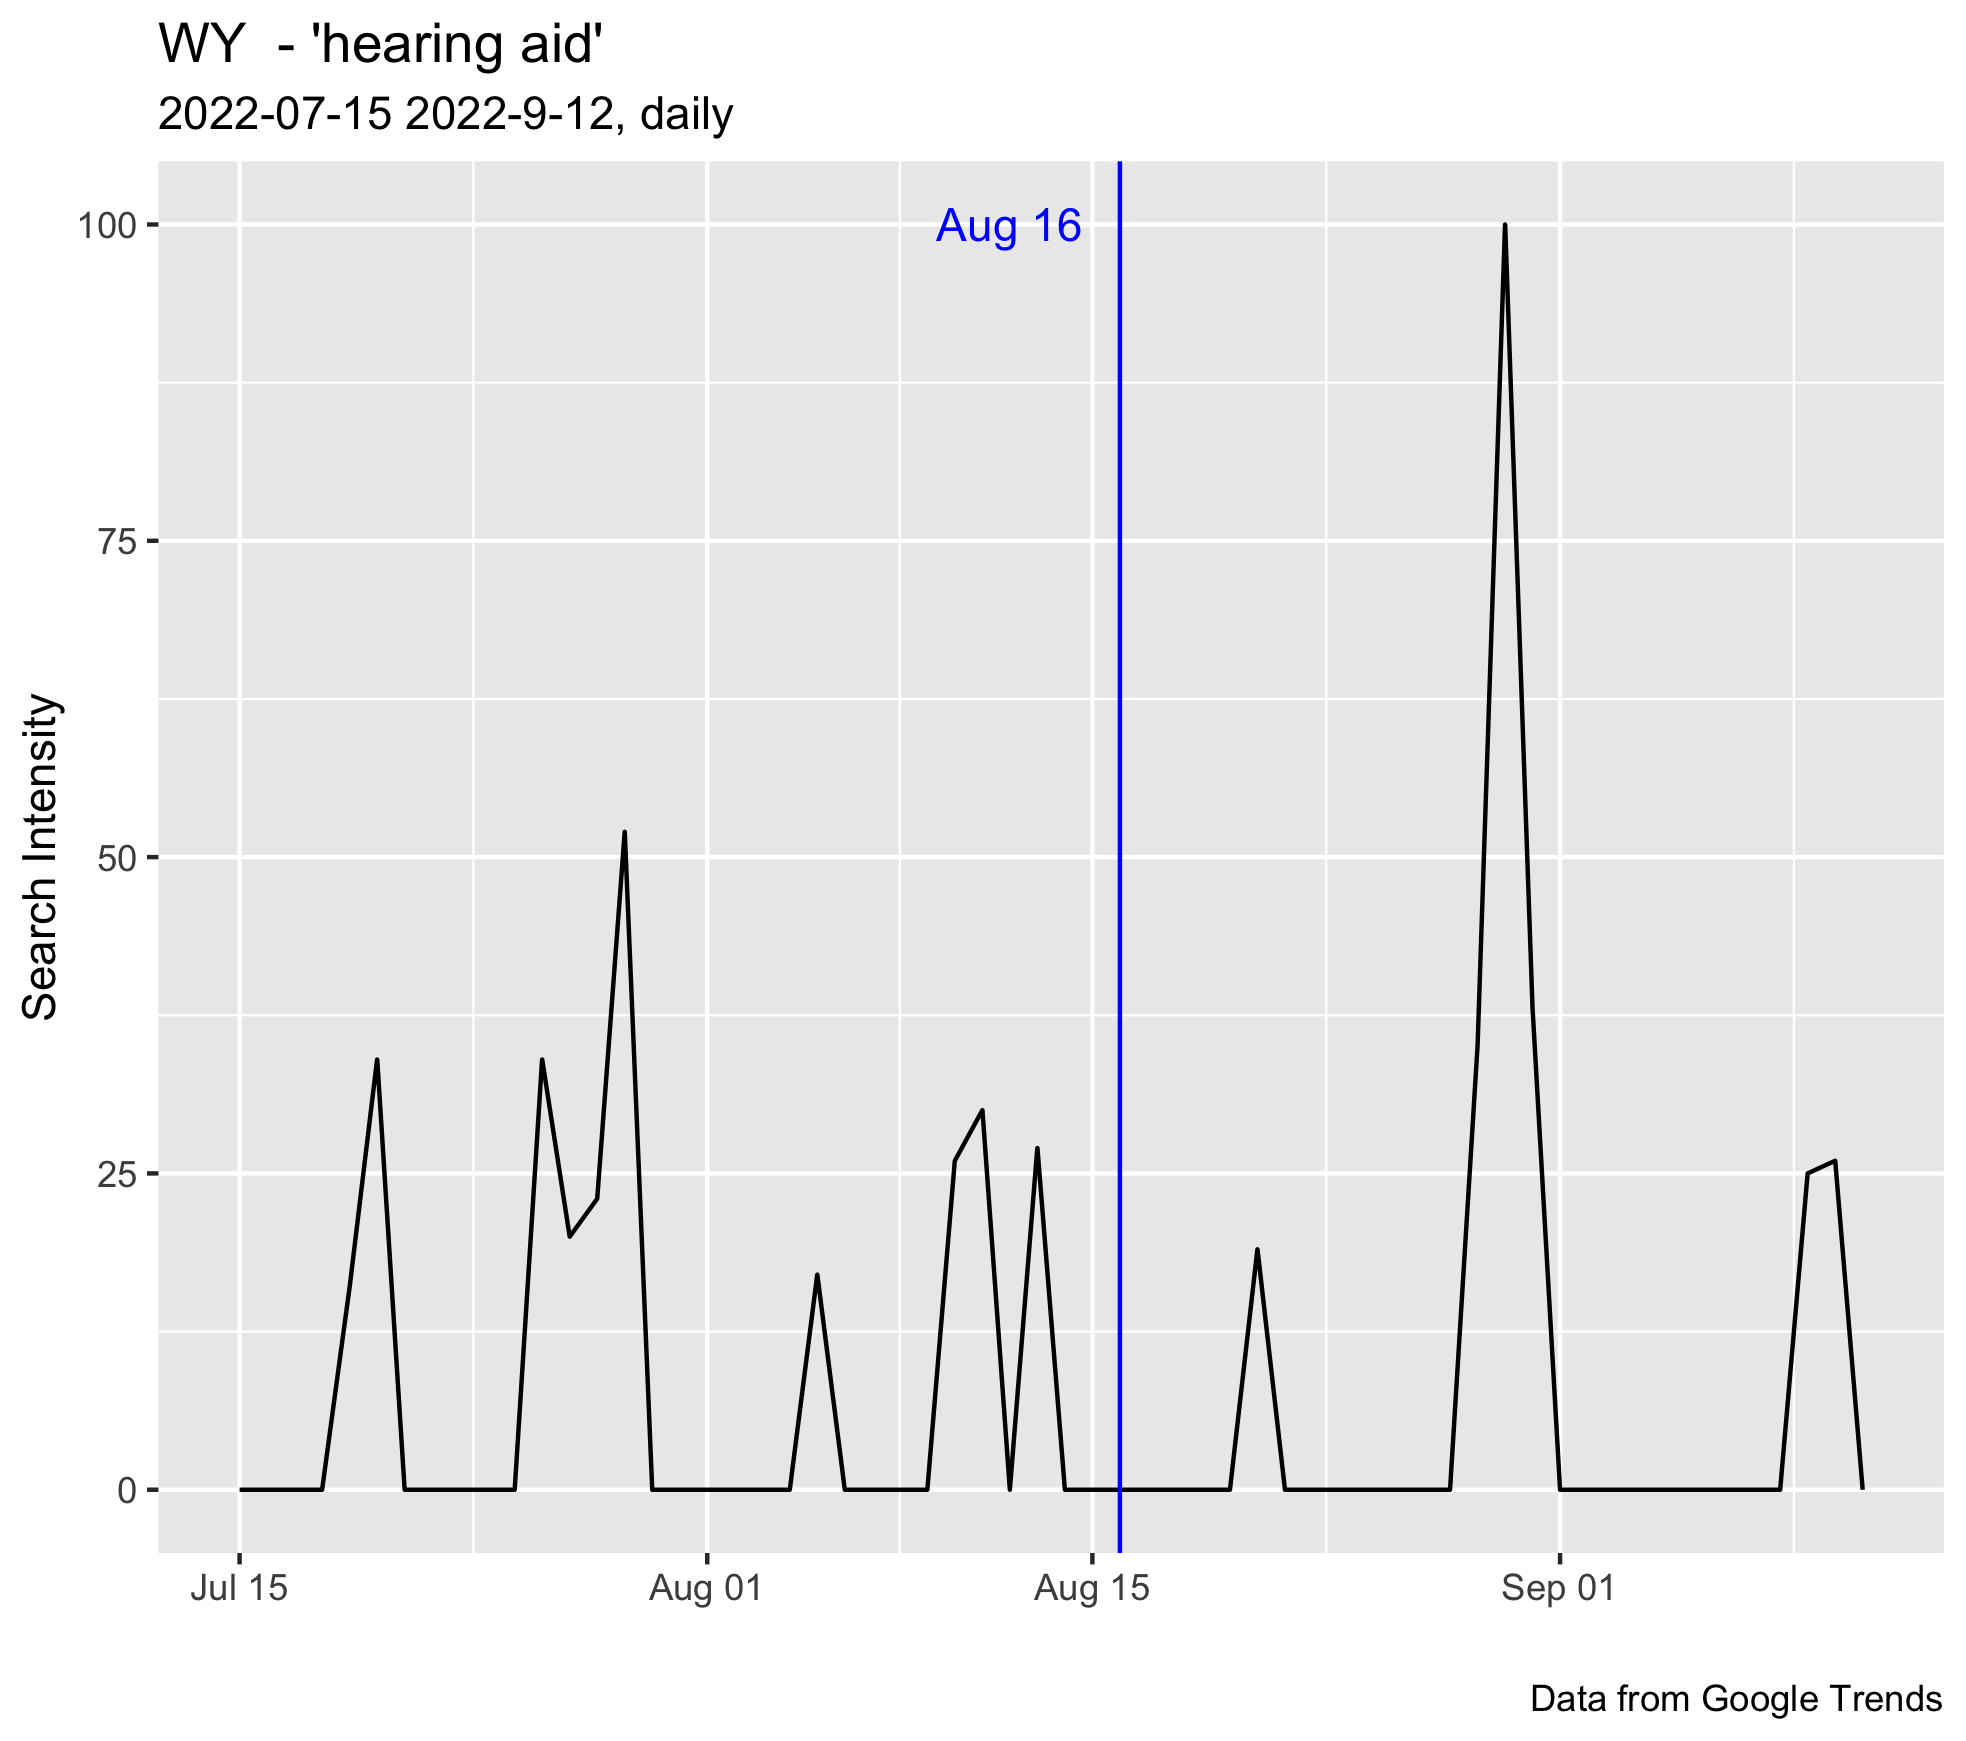 WY  - 'hearing aid'
2022-07-15 2022-9-12, daily
Aug 16
100
75
50
25
0
Search Intensity
Jul 15 Aug 01 Aug 15 Sep 01
Data from Google Trends